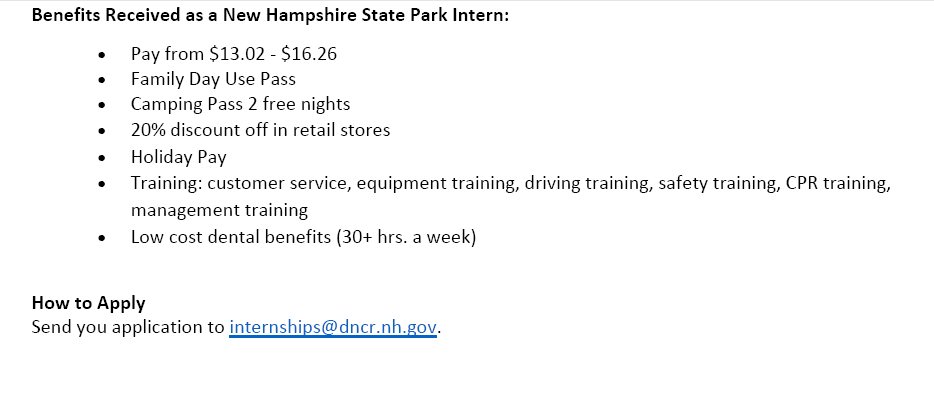 Benefits Received as a New Hampshire State Park Intern:
• Pay from $13.02 - $16.26
• Family Day Use Pass
• Camping Pass 2 free nights
• 20% discount off in retail stores
• Holiday Pay
• Training: customer service, equipment training, driving training, safety training, CPR training,
management training
• Low cost dental benefits (30+ hrs. a week)
How to Apply
Send you application to internships@dncr.nh.gov.